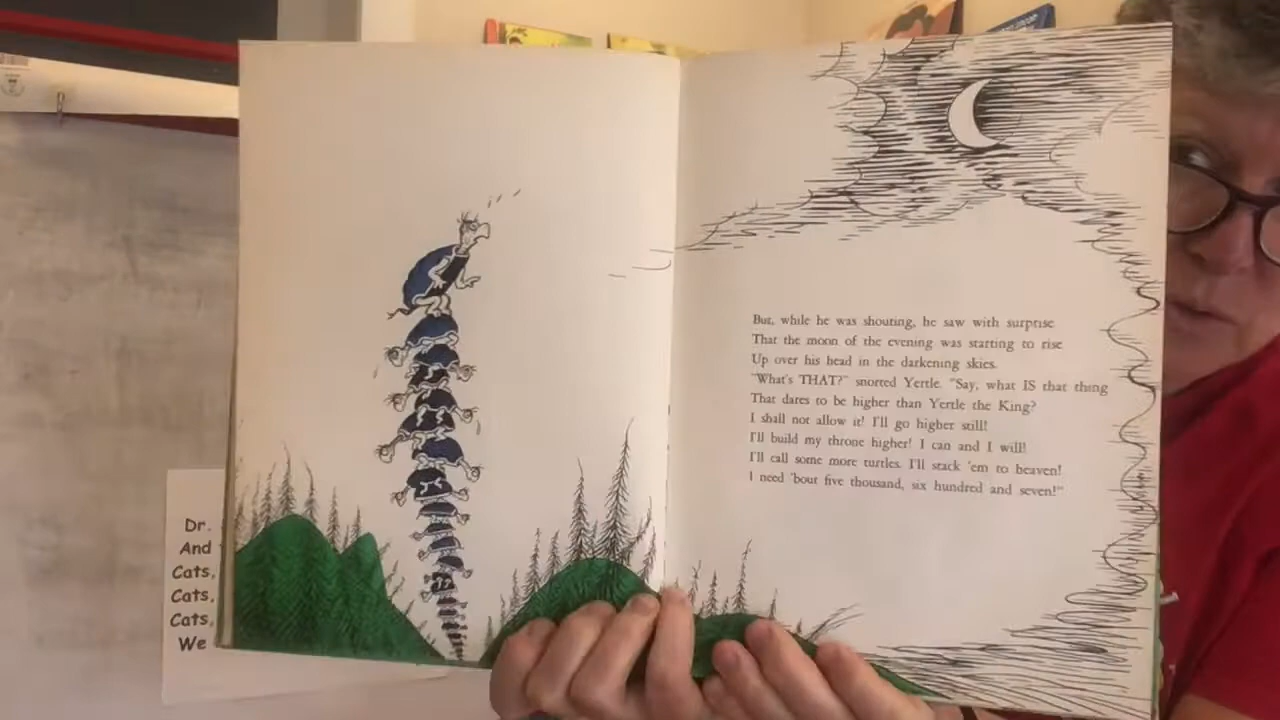 But, while he was shouting, he saw with surprise
That the moon of the evening was starting to rise
Up over his head in the darkening skies.
"What's THAT?" snorted Yertle. "Say, what IS that thing
That dares to be higher than Yertle the King?
I shall not allow it! I'll go higher still!
I'll build my throne higher! I can and I will!
I'll call some more turtles. I'll stack 'em to heaven!
I need 'bout five thousand, six hundred and seven!"
Dr.
And
Cats,
Cats,
Cats,
We